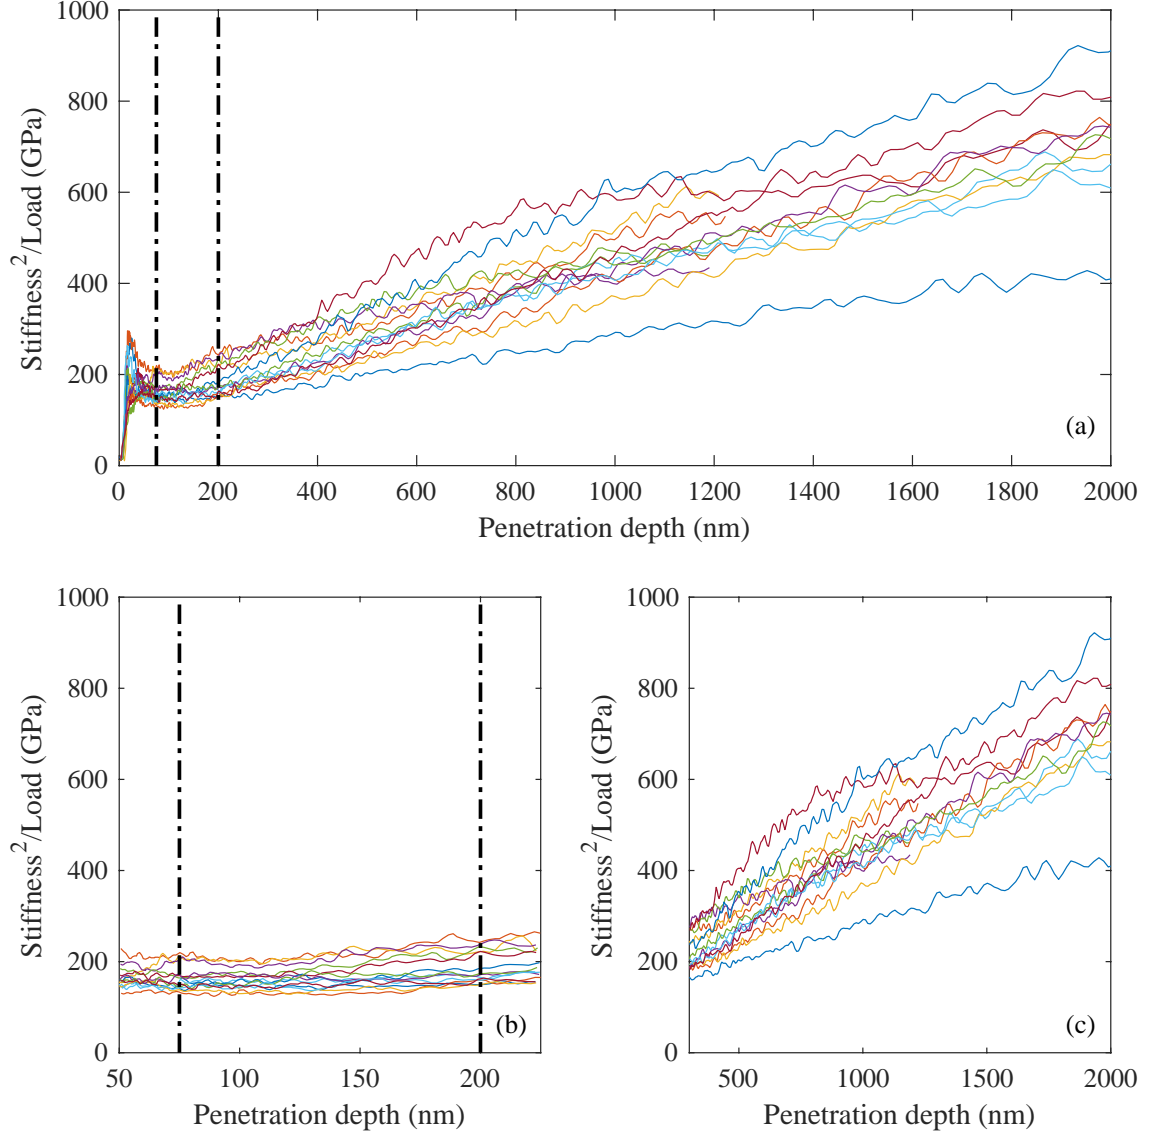 1000
800
600
400
200
0
Stiffness²/Load (GPa)
(a)
0 200 400 600 800 1000 1200 1400 1600 1800 2000
Penetration depth (nm)
1000
800
600
400
200
0
Stiffness²/Load (GPa)
(b)
50 100 150 200
Penetration depth (nm)
1000
800
600
400
200
0
Stiffness²/Load (GPa)
(c)
500 1000 1500 2000
Penetration depth (nm)